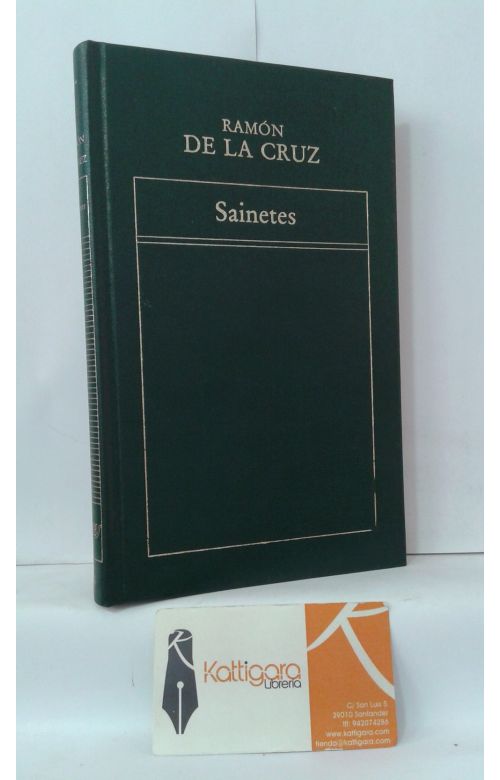 RAMÓN
DE LA CRUZ
Sainetes
Kattigara
Librería
C/ San Luis 5
39010 Santander
tlf: 942074286
www.kattigara.com
tienda@kattigara.com